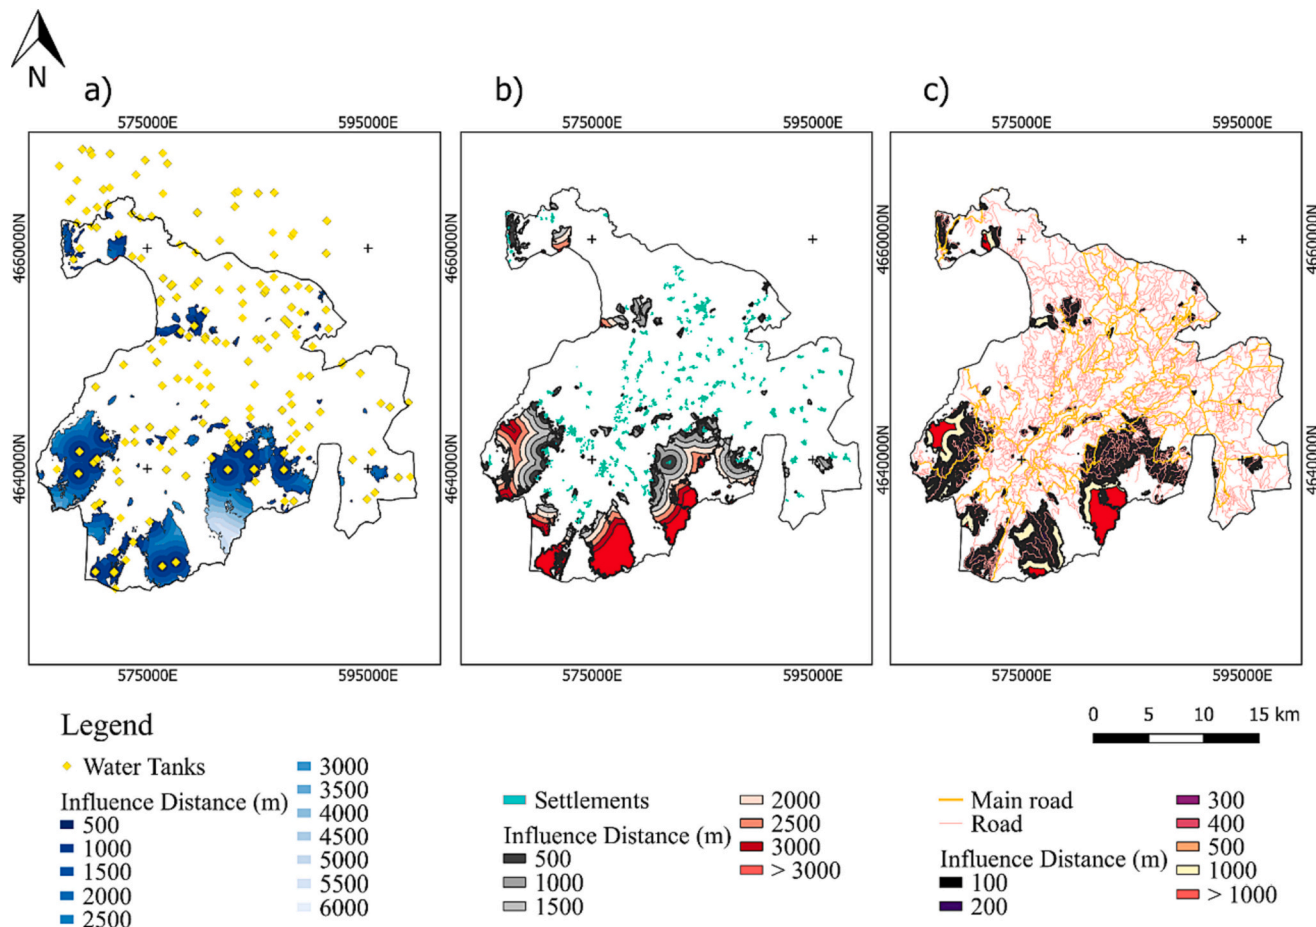 N
a)
b)
c)
575000E
595000E
575000E
595000E
575000E
595000E
4660000N
4660000N
4660000N
4640000N
4640000N
4640000N
575000E
595000E
575000E
595000E
575000E
595000E
0 5 10 15 km
Legend
Water Tanks
Influence Distance (m)
500
1000
1500
2000
2500
3000
3500
4000
4500
5000
5500
6000
Settlements
Influence Distance (m)
500
1000
1500
2000
2500
3000
> 3000
Main road
Road
Influence Distance (m)
100
200
300
400
500
1000
> 1000